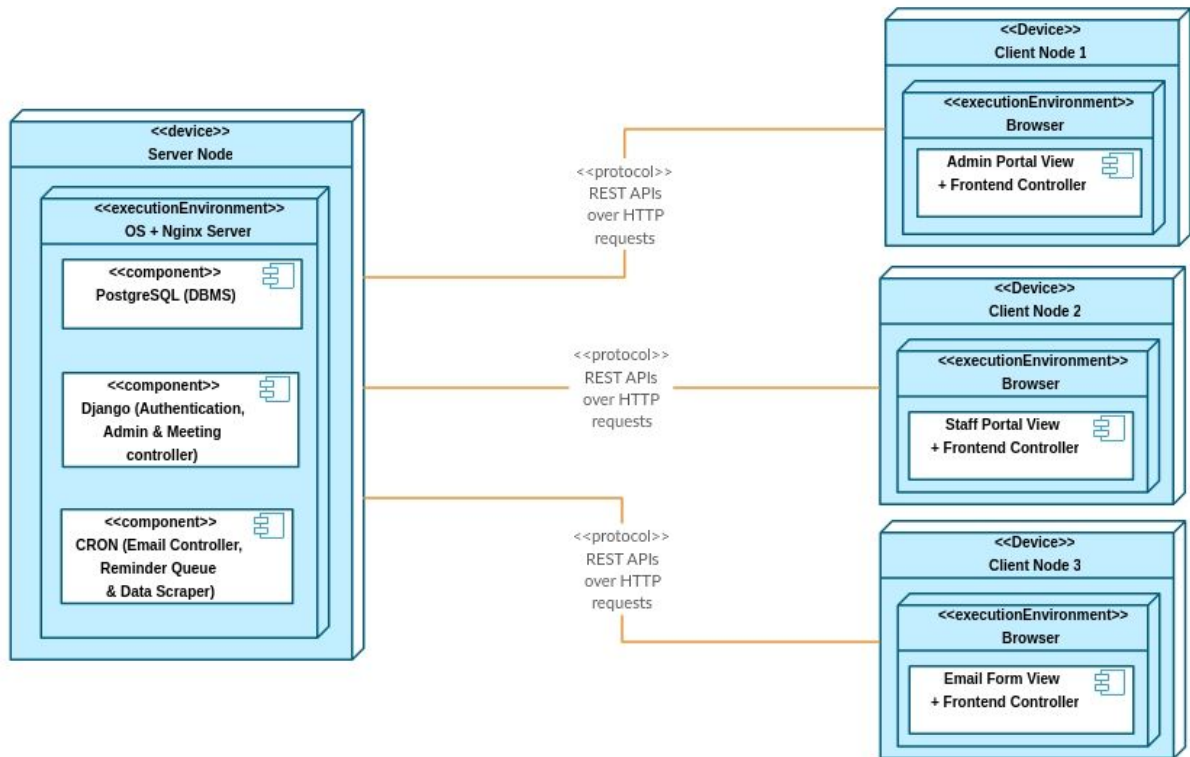 <<device>>
Server Node
<<executionEnvironment>>
OS + Nginx Server
<<component>>
PostgreSQL (DBMS)
<<component>>
Django (Authentication,
Admin & Meeting
controller)
<<component>>
CRON (Email Controller,
Reminder Queue
& Data Scraper)
<<protocol>>
REST APIs
over HTTP
requests
<<protocol>>
REST APIs
over HTTP
requests
<<protocol>>
REST APIs
over HTTP
requests
<<Device>>
Client Node 1
<<executionEnvironment>>
Browser
Admin Portal View
+ Frontend Controller
<<Device>>
Client Node 2
<<executionEnvironment>>
Browser
Staff Portal View
+ Frontend Controller
<<Device>>
Client Node 3
<<executionEnvironment>>
Browser
Email Form View
+ Frontend Controller